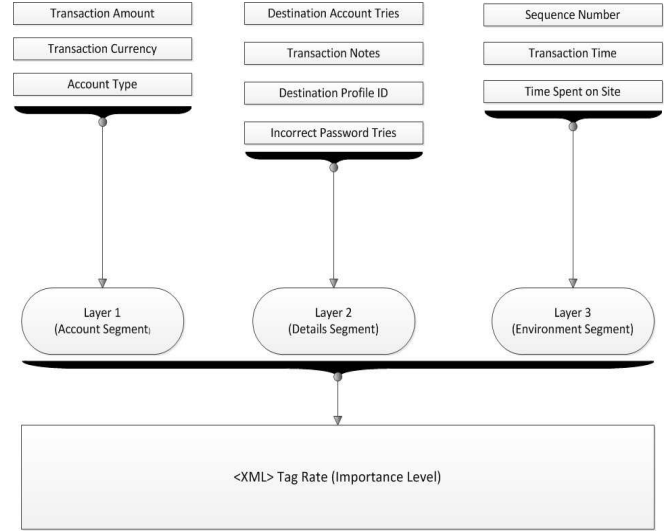 Transaction Amount
Transaction Currency
Account Type
Destination Account Tries
Transaction Notes
Destination Profile ID
Incorrect Password Tries
Sequence Number
Transaction Time
Time Spent on Site
Layer 1
(Account Segment)
Layer 2
(Details Segment)
Layer 3
(Environment Segment)
<XML> Tag Rate (Importance Level)